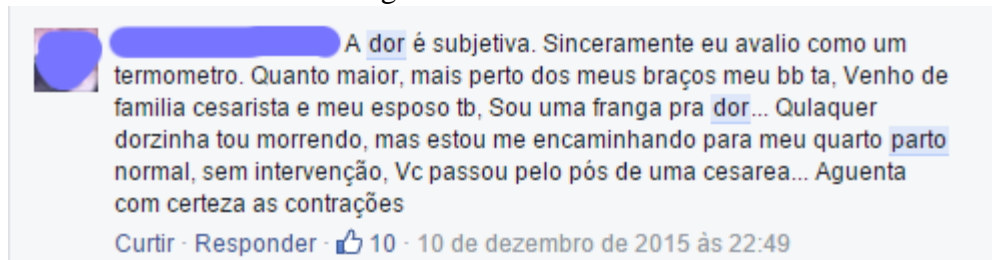 A dor é subjetiva. Sinceramente eu avalio como um
termometro. Quanto maior, mais perto dos meus braços meu bb ta, Venho de
familia cesarista e meu esposo tb, Sou uma franga pra dor... Qulaquer
dorzinha tou morrendo, mas estou me encaminhando para meu quarto parto
normal, sem intervenção, Vc passou pelo pós de uma cesarea... Aguenta
com certeza as contrações
Curtir · Responder · 10 · 10 de dezembro de 2015 às 22:49